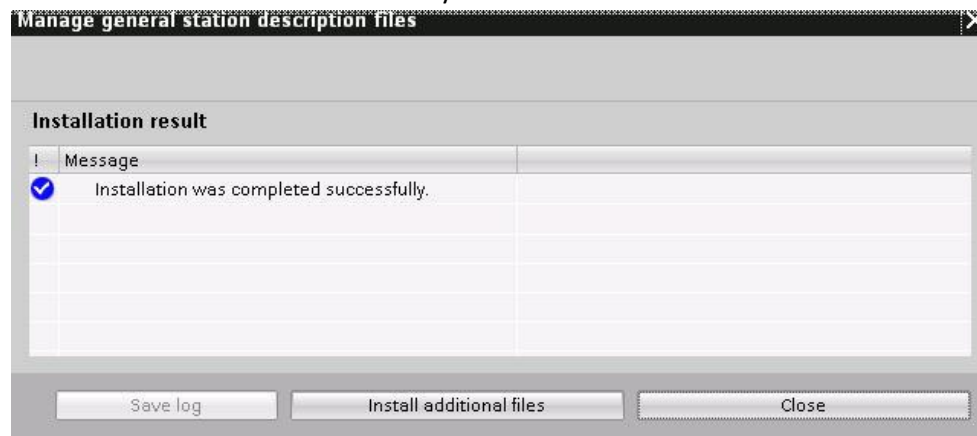 Manage general station description files
Installation result
! Message
Installation was completed successfully.
Save log Install additional files Close